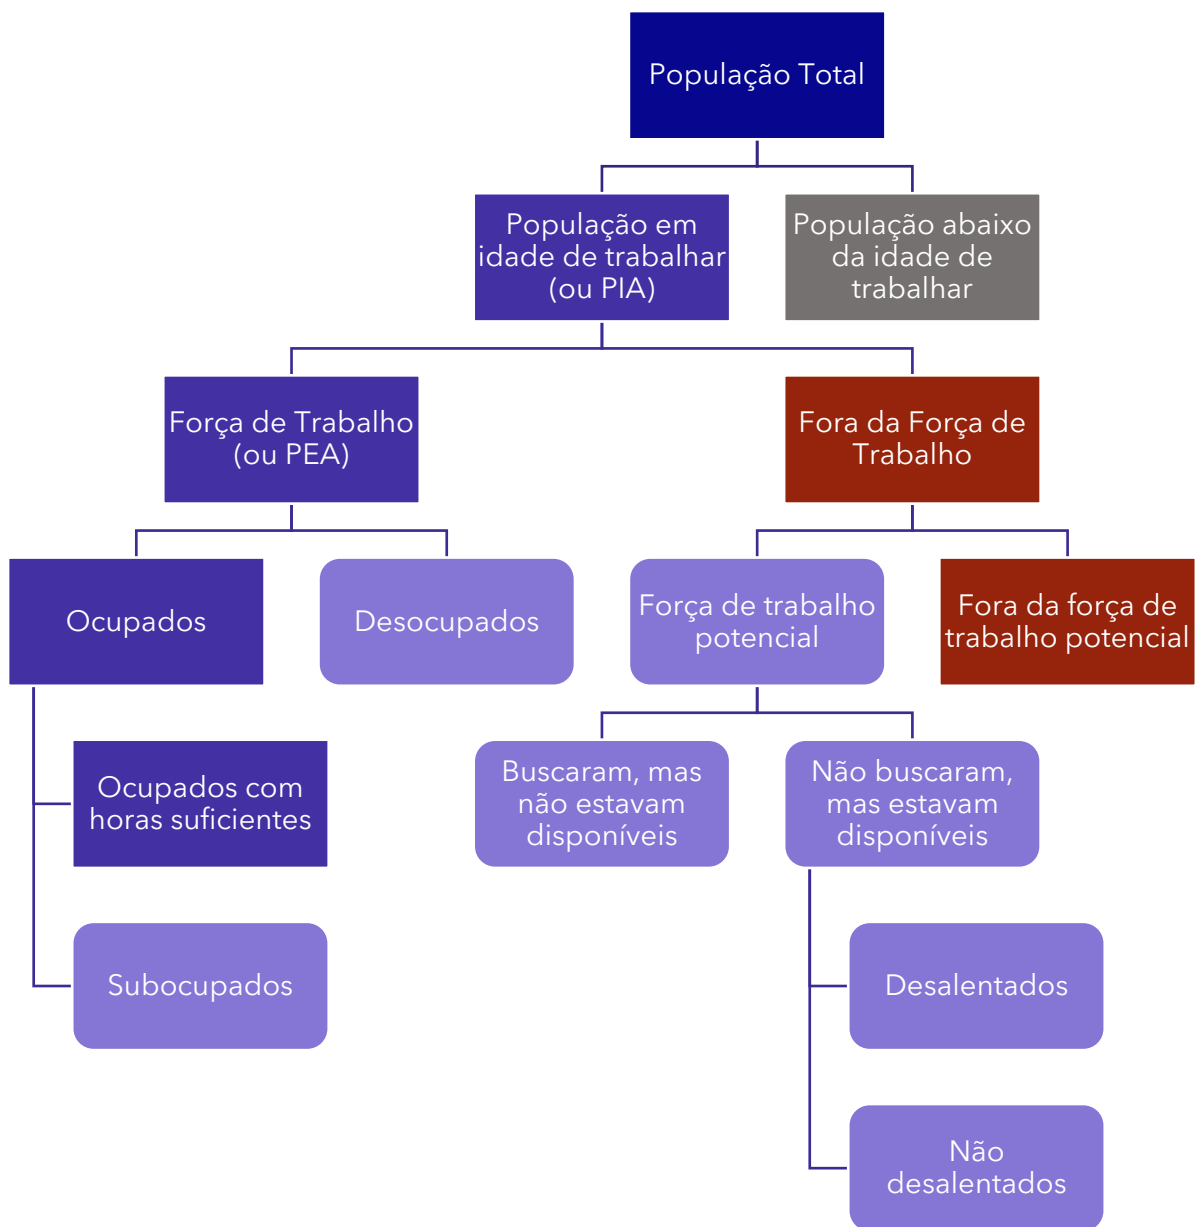 População Total
População em
idade de trabalhar
(ou PIA)
População abaixo
da idade de
trabalhar
Força de Trabalho
(ou PEA)
Fora da Força de
Trabalho
Ocupados
Desocupados
Força de trabalho
potencial
Fora da força de
trabalho potencial
Ocupados com
horas suficientes
Buscaram, mas
não estavam
disponíveis
Não buscaram,
mas estavam
disponíveis
Subocupados
Desalentados
Não
desalentados